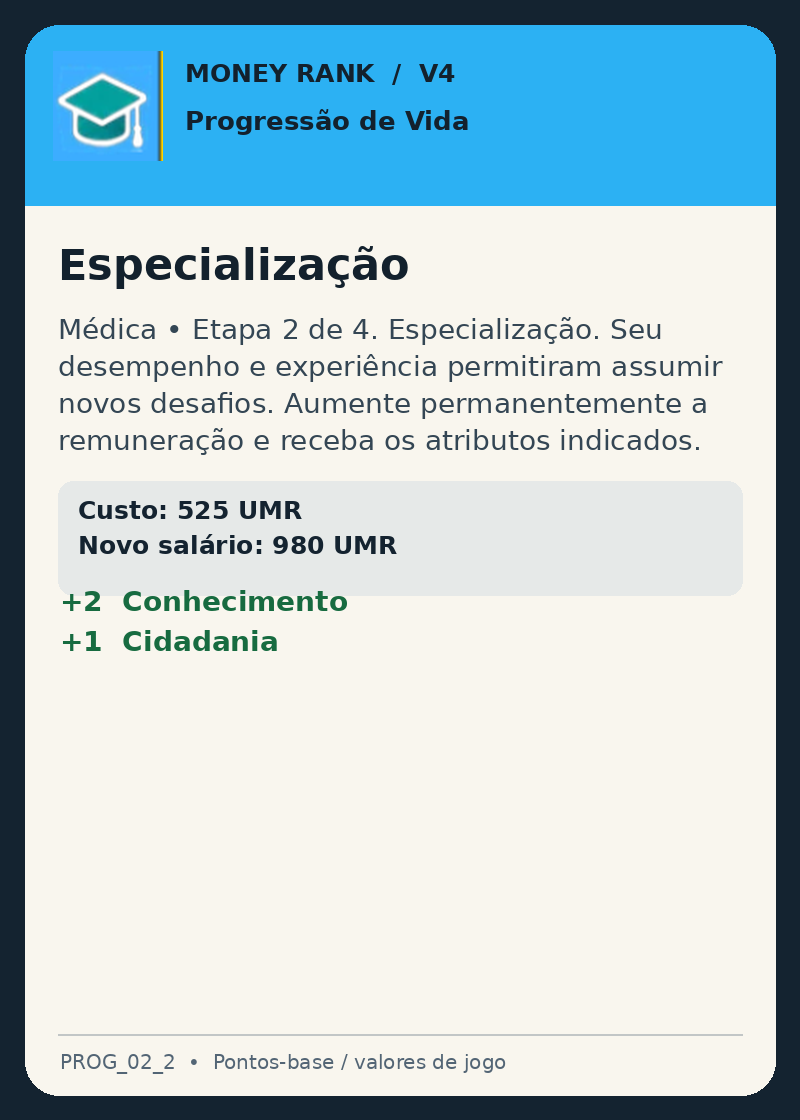 MONEY RANK / V4
Progressão de Vida
Especialização
Médica • Etapa 2 de 4. Especialização. Seu
desempenho e experiência permitiram assumir
novos desafios. Aumente permanentemente a
remuneração e receba os atributos indicados.
Custo: 525 UMR
Novo salário: 980 UMR
+2 Conhecimento
+1 Cidadania
PROG_02_2 • Pontos-base / valores de jogo